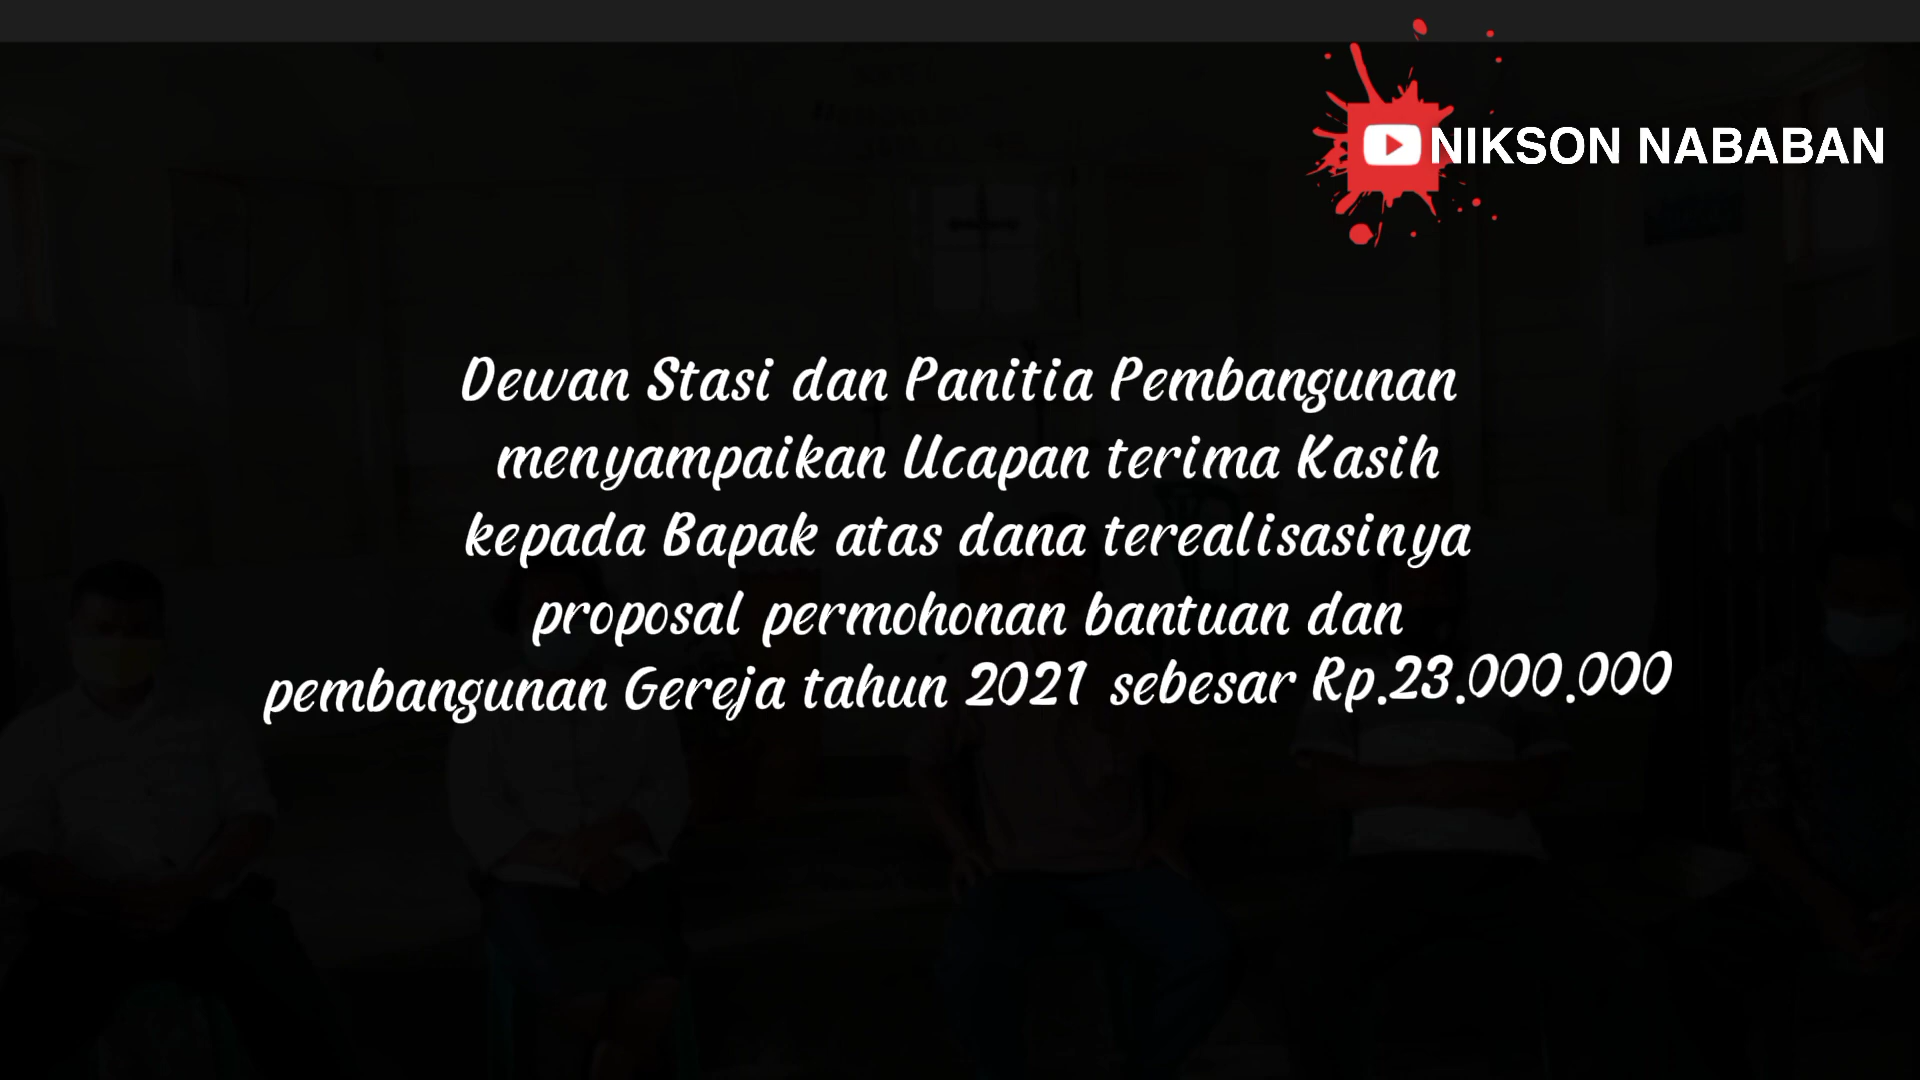 NIKSON NABABAN
Dewan Stasi dan Panitia Pembangunan
menyampaikan Ucapan terima Kasih
kepada Bapak atas dana terealisasinya
proposal permohonan bantuan dan
pembangunan Gereja tahun 2021 sebesar Rp.23.000.000